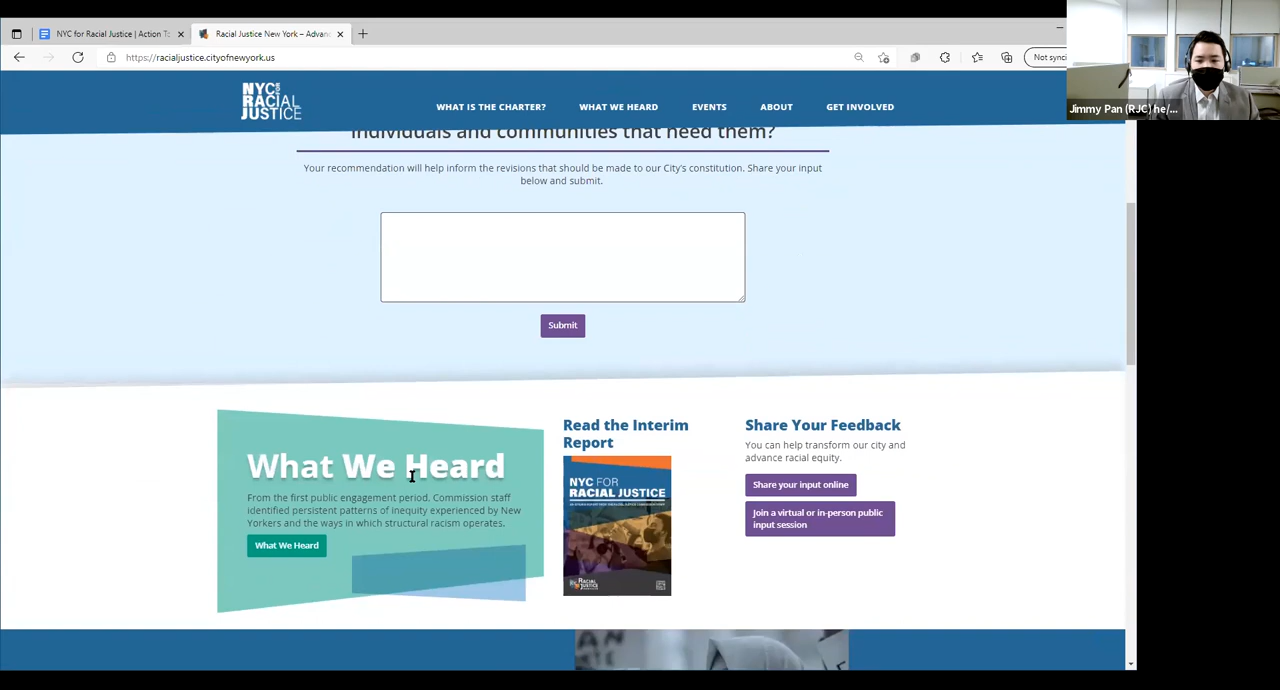 NYC for Racial Justice | Action To
Racial Justice New York – Advanc
https://racialjustice.cityofnewyork.us
Not synci
Jimmy Pan (RJC) he/...
NYC FOR
RACIAL
JUSTICE
WHAT IS THE CHARTER?
WHAT WE HEARD
EVENTS
ABOUT
GET INVOLVED
individuals and communities that need them?
Your recommendation will help inform the revisions that should be made to our City's constitution. Share your input
below and submit.
Submit
What We Heard
From the first public engagement period, Commission staff
identified persistent patterns of inequity experienced by New
Yorkers and the ways in which structural racism operates.
What We Heard
Read the Interim
Report
NYC FOR
RACIAL JUSTICE
RACIAL
JUSTICE
Share Your Feedback
You can help transform our city and
advance racial equity.
Share your input online
Join a virtual or in-person public
input session